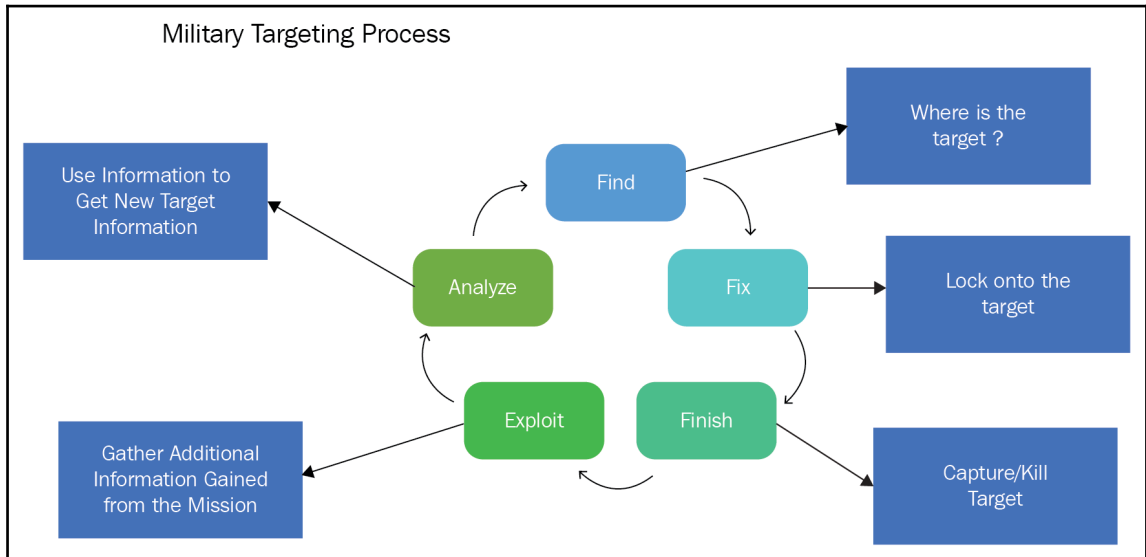 Military Targeting Process
Where is the
target ?
Find
Use Information to
Get New Target
Information
Analyze
Fix
Lock onto the
target
Exploit
Finish
Gather Additional
Information Gained
from the Mission
Capture/Kill
Target